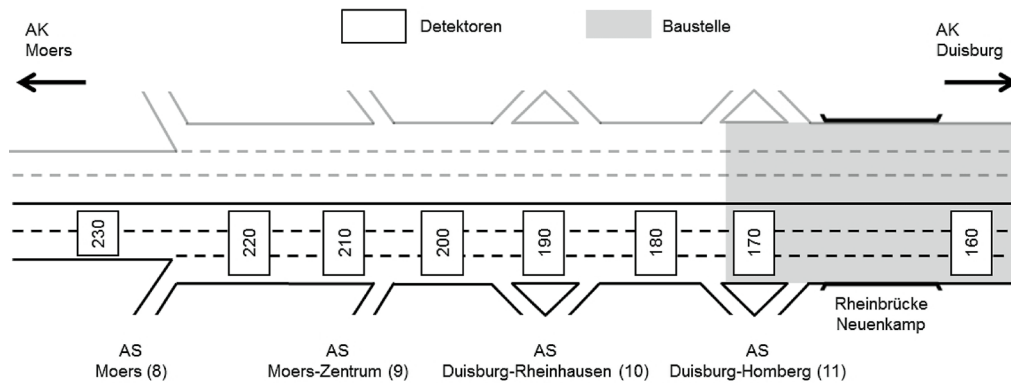 AK
Moers
Detektoren
Baustelle
AK
Duisburg
230
220
210
200
190
180
170
160
Rheinbrücke
Neuenkamp
AS
Moers (8)
AS
Moers-Zentrum (9)
AS
Duisburg-Rheinhausen (10)
AS
Duisburg-Homberg (11)